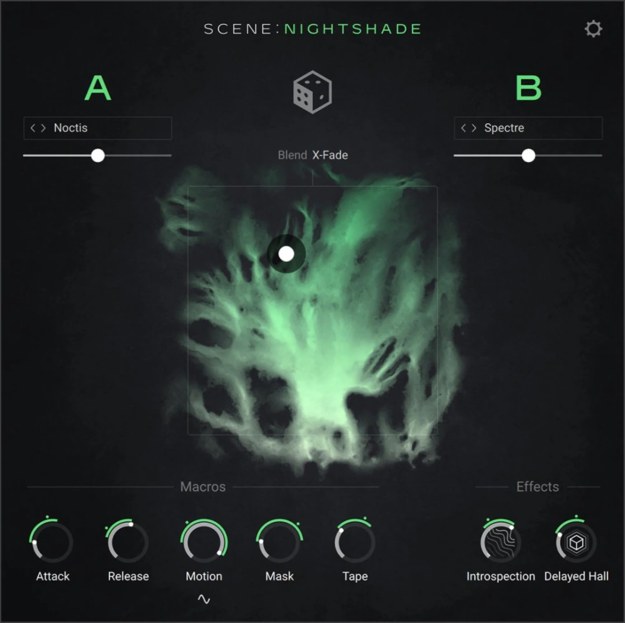 SCENE:NIGHTSHADE
A
B
Noctis
Spectre
Blend X-Fade
Macros
Effects
Attack
Release
Motion
Mask
Tape
Introspection
Delayed Hall